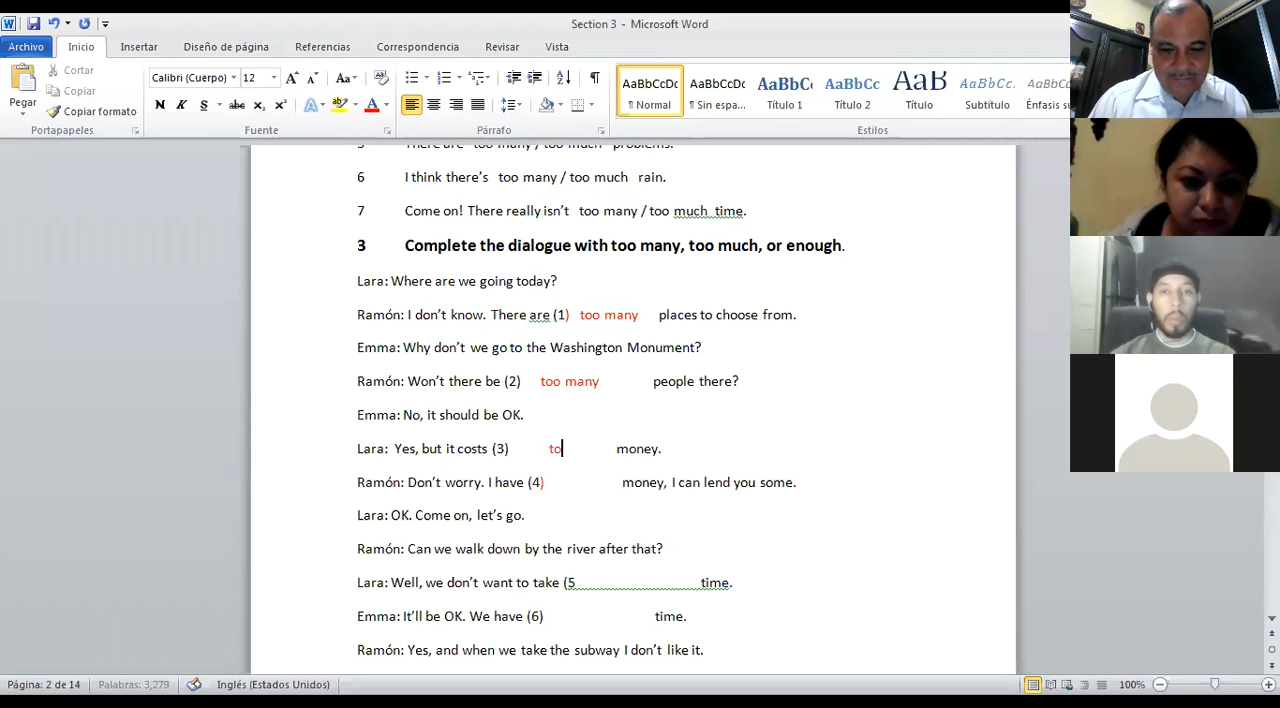 Section 3 - Microsoft Word
Archivo Inicio Insertar Diseño de página Referencias Correspondencia Revisar Vista
Pegar
Cortar
Copiar
Copiar formato
Portapapeles
Calibri (Cuerpo) 12
Fuente
Párrafo
AaBbCcDc AaBbCcDc AaBbC AaBbCc AaB AaBbCc. AaBbCc
¶ Normal ¶ Sin espa... Título 1 Título 2 Título Subtítulo Énfasis s
Estilos
5 There are too many / too much problems.
6 I think there's too many / too much rain.
7 Come on! There really isn't too many / too much time.
3 Complete the dialogue with too many, too much, or enough.
Lara: Where are we going today?
Ramón: I don't know. There are (1) too many places to choose from.
Emma: Why don't we go to the Washington Monument?
Ramón: Won't there be (2) too many people there?
Emma: No, it should be OK.
Lara: Yes, but it costs (3) to money.
Ramón: Don't worry. I have (4) money, I can lend you some.
Lara: OK. Come on, let's go.
Ramón: Can we walk down by the river after that?
Lara: Well, we don't want to take (5 time.
Emma: It'll be OK. We have (6) time.
Ramón: Yes, and when we take the subway I don't like it.
Página: 2 de 14 Palabras: 3,279 Inglés (Estados Unidos) 100%